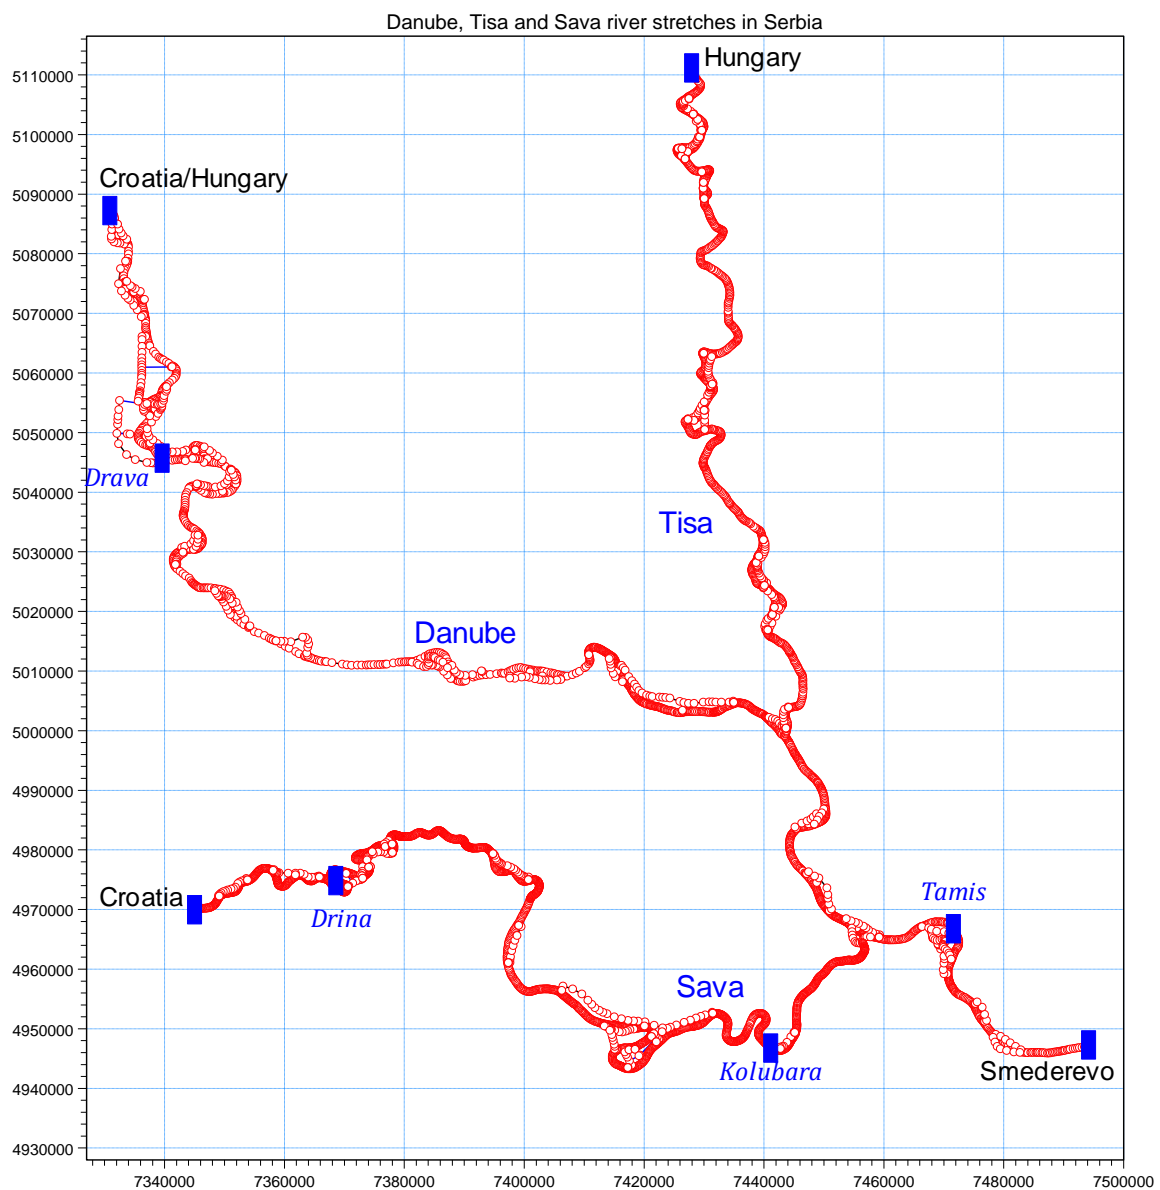 Danube, Tisa and Sava river stretches in Serbia
5110000
Hungary
5100000
Croatia/Hungary
5090000
5080000
5070000
5060000
5050000
Drava
5040000
Tisa
5030000
5020000
Danube
5010000
5000000
4990000
4980000
Croatia
Drina
Tamis
4970000
4960000
Sava
4950000
Kolubara
Smederevo
4940000
4930000
7340000 7360000 7380000 7400000 7420000 7440000 7460000 7480000 7500000